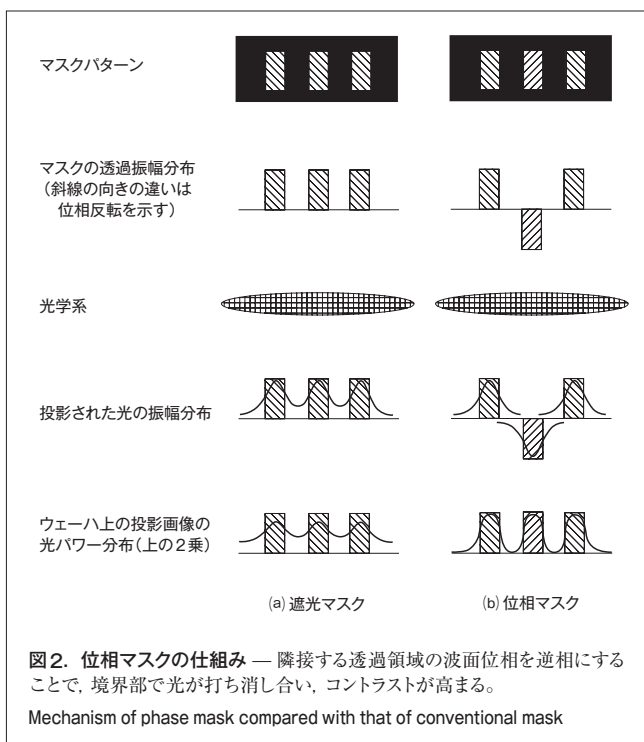 マスクパターン
マスクの透過振幅分布
(斜線の向きの違いは
位相反転を示す)
光学系
投影された光の振幅分布
ウェーハ上の投影画像の
光パワー分布(上の2乗)
(a) 遮光マスク
(b) 位相マスク
図2. 位相マスクの仕組み — 隣接する透過領域の波面位相を逆相にする
ことで, 境界部で光が打ち消し合い, コントラストが高まる。
Mechanism of phase mask compared with that of conventional mask